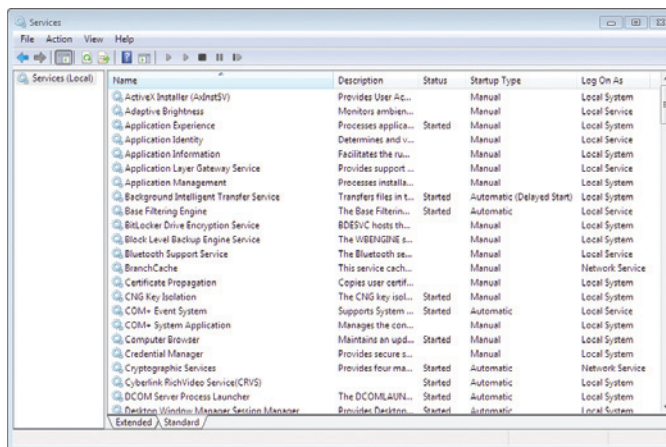 Services
File Action View Help
Services (Local)
Name Description Status Startup Type Log On As
ActiveX Installer (AxInstSV) Provides User Ac... Manual Local System
Adaptive Brightness Monitors ambien... Manual Local Service
Application Experience Processes applica... Started Manual Local System
Application Identity Determines and v... Manual Local Service
Application Information Facilitates the ru... Manual Local System
Application Layer Gateway Service Provides support ... Manual Local Service
Application Management Processes installa... Manual Local System
Background Intelligent Transfer Service Transfers files in t... Started Automatic (Delayed Start) Local System
Base Filtering Engine The Base Filterin... Started Automatic Local Service
BitLocker Drive Encryption Service BDESVC hosts th... Manual Local System
Block Level Backup Engine Service The WBENGINE s... Manual Local System
Bluetooth Support Service The Bluetooth se... Manual Local Service
BranchCache This service cach... Manual Network Service
Certificate Propagation Copies user certif... Manual Local System
CNG Key Isolation The CNG key isol... Started Manual Local System
COM+ Event System Supports System ... Started Automatic Local Service
COM+ System Application Manages the con... Manual Local System
Computer Browser Maintains an upd... Started Manual Local System
Credential Manager Provides secure s... Manual Local System
Cryptographic Services Provides four ma... Started Automatic Network Service
Cyberlink RichVideo Service(CRVS) Started Automatic Local System
DCOM Server Process Launcher The DCOMLAUN... Started Automatic Local System
Desktop Window Manager Session Manager Provides Desktop... Started Automatic Local System
Extended Standard